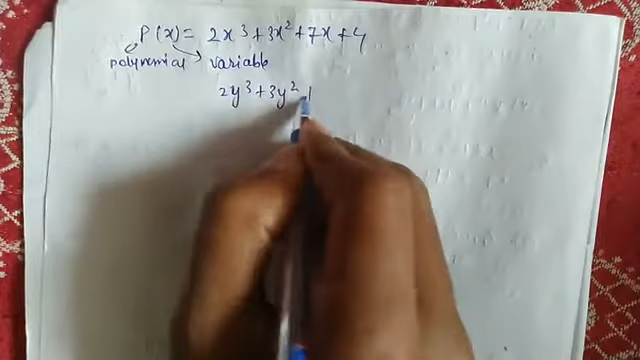 P(x) = 2x³ + 3x² + 7x + 4
polynomial variable
2y³ + 3y²